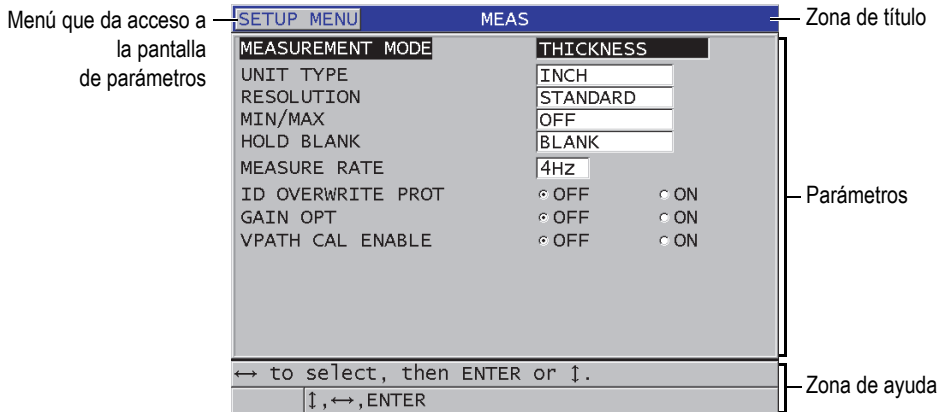 Menú que da acceso a
la pantalla
de parámetros
SETUP MENU MEAS
Zona de título
MEASUREMENT MODE THICKNESS
UNIT TYPE INCH
RESOLUTION STANDARD
MIN/MAX OFF
HOLD BLANK BLANK
MEASURE RATE 4Hz
ID OVERWRITE PROT OFF ON
GAIN OPT OFF ON
VPATH CAL ENABLE OFF ON
Parámetros
↔ to select, then ENTER or ↕.
↕,↔,ENTER
Zona de ayuda